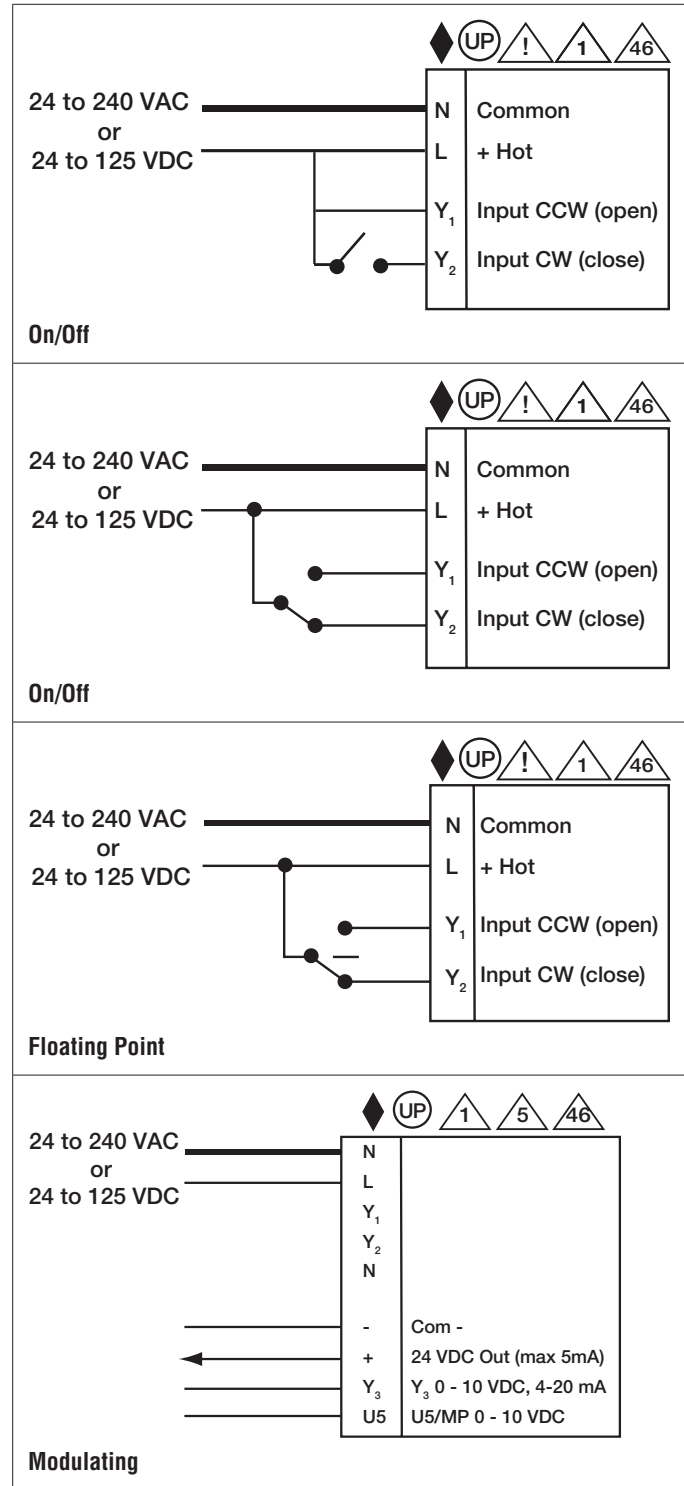 UP ! 1 46
24 to 240 VAC
or
24 to 125 VDC
N Common
L + Hot
Y1 Input CCW (open)
Y2 Input CW (close)
On/Off
UP ! 1 46
24 to 240 VAC
or
24 to 125 VDC
N Common
L + Hot
Y1 Input CCW (open)
Y2 Input CW (close)
On/Off
UP ! 1 46
24 to 240 VAC
or
24 to 125 VDC
N Common
L + Hot
Y1 Input CCW (open)
Y2 Input CW (close)
Floating Point
UP 1 5 46
24 to 240 VAC
or
24 to 125 VDC
N
L
Y1
Y2
N
- Com -
+ 24 VDC Out (max 5mA)
Y3 Y3 0 - 10 VDC, 4-20 mA
U5 U5/MP 0 - 10 VDC
Modulating